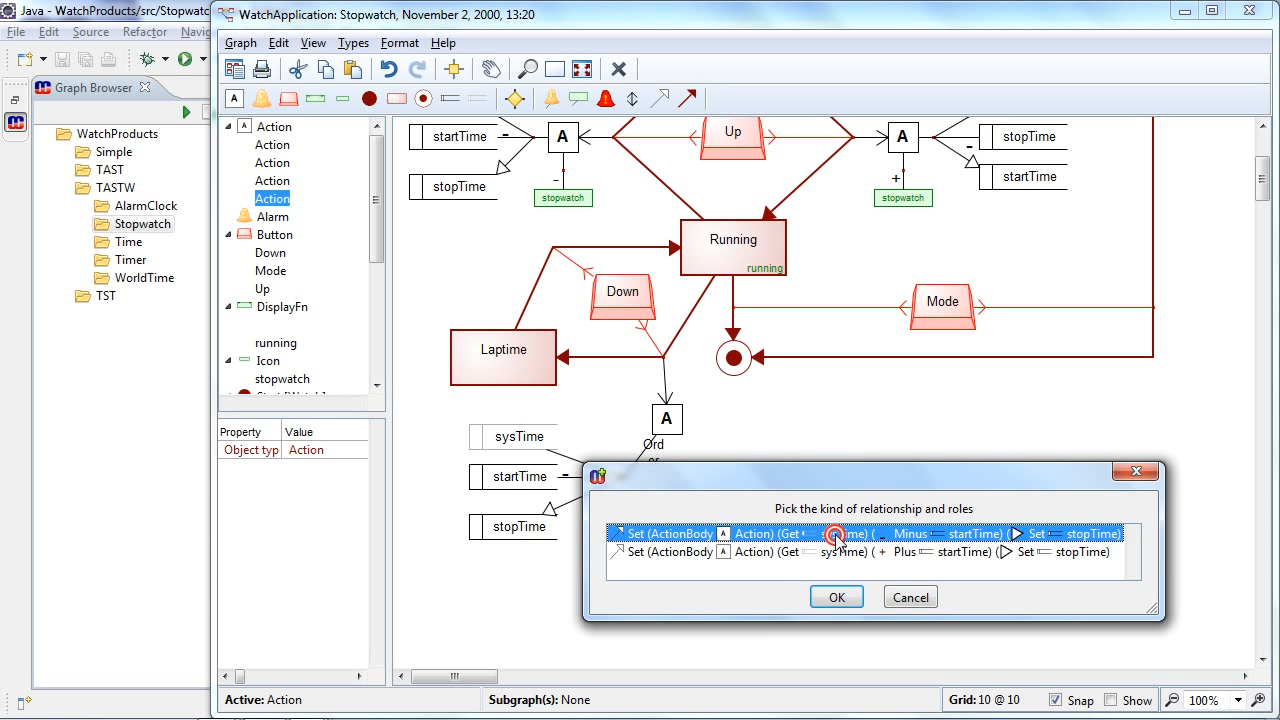 Java - WatchProducts/src/Stopwatc
WatchApplication: Stopwatch, November 2, 2000, 13:20
File Edit Source Refactor Navig
Graph Edit View Types Format Help
A
Graph Browser
WatchProducts
Simple
TAST
TASTW
AlarmClock
Stopwatch
Time
Timer
WorldTime
TST
A Action
Action
Action
Action
Action
Alarm
Button
Down
Mode
Up
DisplayFn
running
Icon
stopwatch
Property Value
Object typ Action
startTime
-
A
Up
A
-
stopTime
stopTime
startTime
-
stopwatch
+
stopwatch
Running
running
Down
Mode
Laptime
A
Ord
sysTime
startTime
-
stopTime
Pick the kind of relationship and roles
Set (ActionBody A Action) (Get sysTime) ( - Minus startTime) ( Set stopTime)
Set (ActionBody A Action) (Get sysTime) ( + Plus startTime) ( Set stopTime)
OK Cancel
Active: Action Subgraph(s): None Grid: 10 @ 10 Snap Show 100%